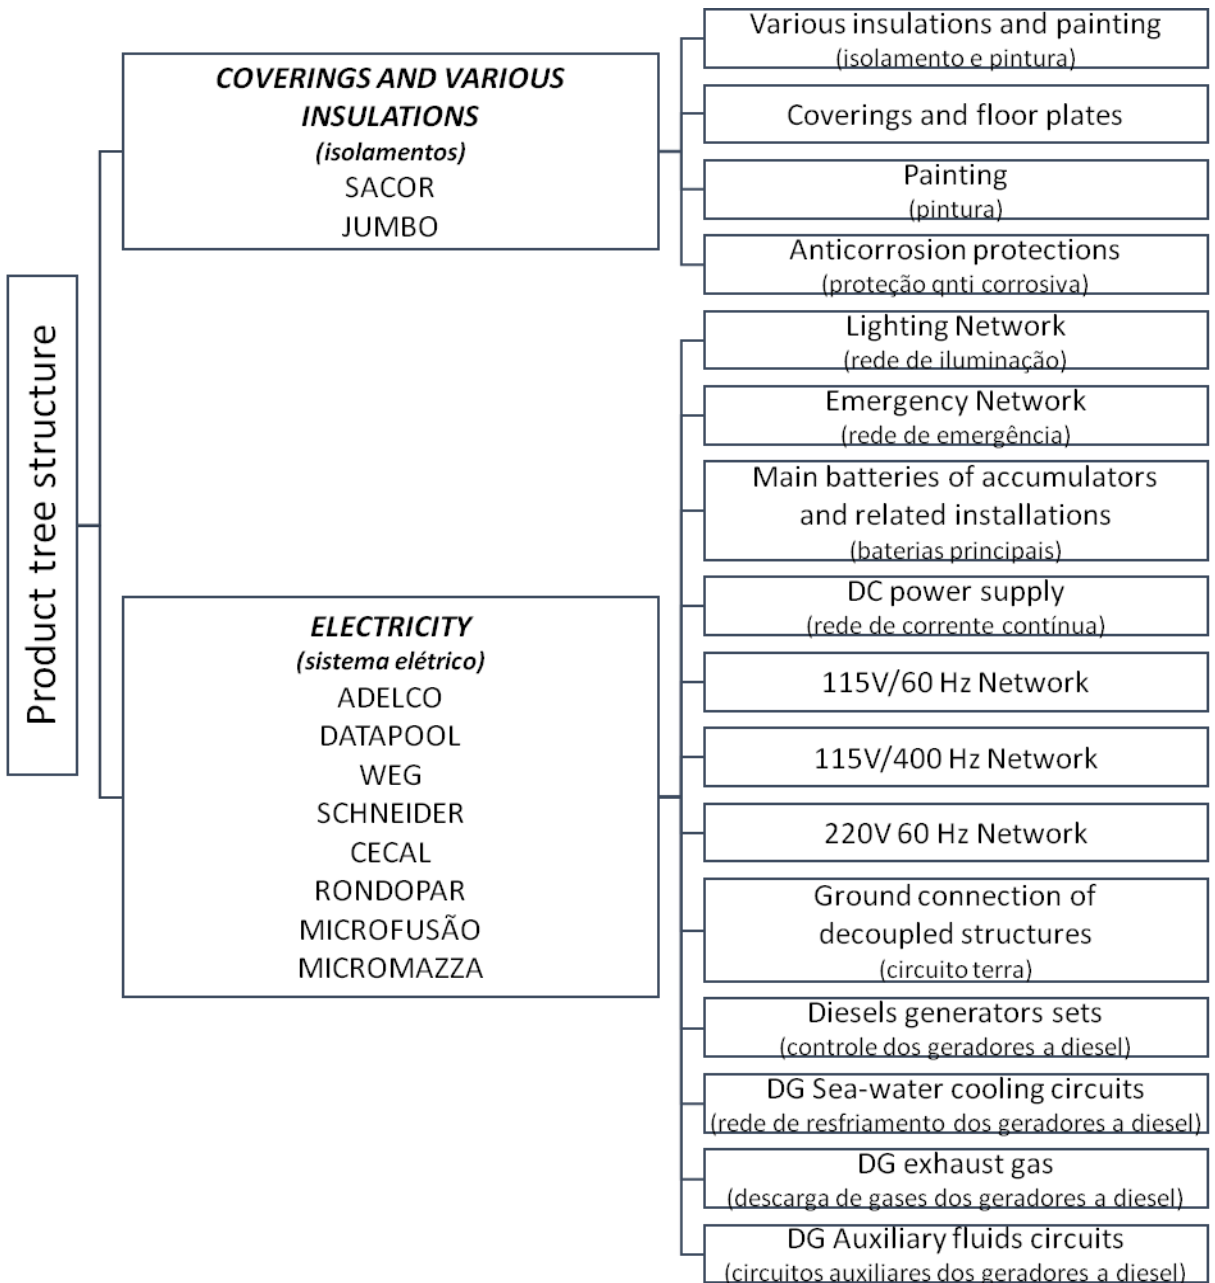 Product tree structure
COVERINGS AND VARIOUS
INSULATIONS
(isolamentos)
SACOR
JUMBO
Various insulations and painting
(isolamento e pintura)
Coverings and floor plates
Painting
(pintura)
Anticorrosion protections
(proteção qnti corrosiva)
ELECTRICITY
(sistema elétrico)
ADELCO
DATAPOOL
WEG
SCHNEIDER
CECAL
RONDOPAR
MICROFUSÃO
MICROMAZZA
Lighting Network
(rede de iluminação)
Emergency Network
(rede de emergência)
Main batteries of accumulators
and related installations
(baterias principais)
DC power supply
(rede de corrente contínua)
115V/60 Hz Network
115V/400 Hz Network
220V 60 Hz Network
Ground connection of
decoupled structures
(circuito terra)
Diesels generators sets
(controle dos geradores a diesel)
DG Sea-water cooling circuits
(rede de resfriamento dos geradores a diesel)
DG exhaust gas
(descarga de gases dos geradores a diesel)
DG Auxiliary fluids circuits
(circuitos auxiliares dos geradores a diesel)